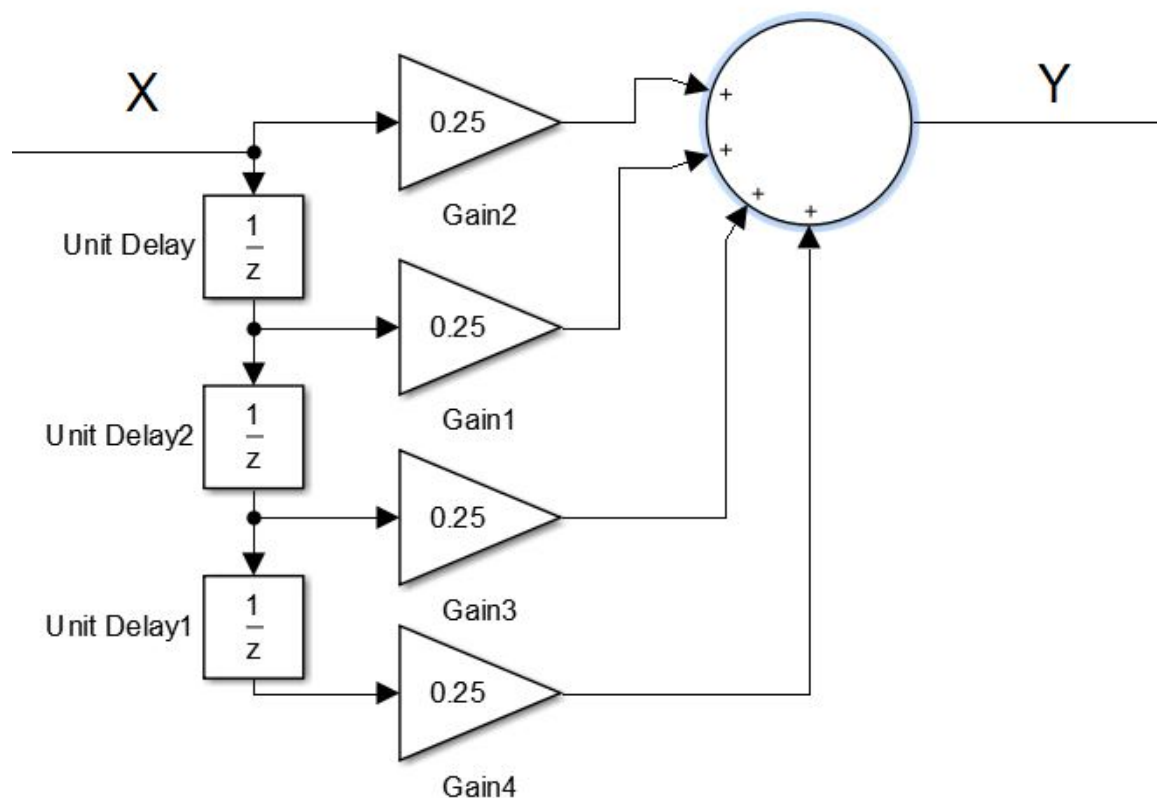 X
Y
0.25
+
Gain2
+
Unit Delay
1
z
+
+
0.25
Gain1
Unit Delay2
1
z
0.25
Gain3
Unit Delay1
1
z
0.25
Gain4